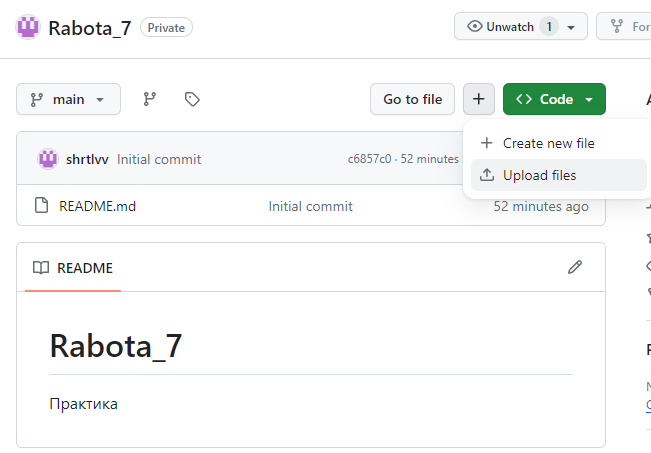 Rabota_7 Private Unwatch 1 For
main Go to file + Code
Create new file
shrtlvv Initial commit c6857c0 · 52 minutes
Upload files
README.md Initial commit 52 minutes ago
README
Rabota_7
Практика